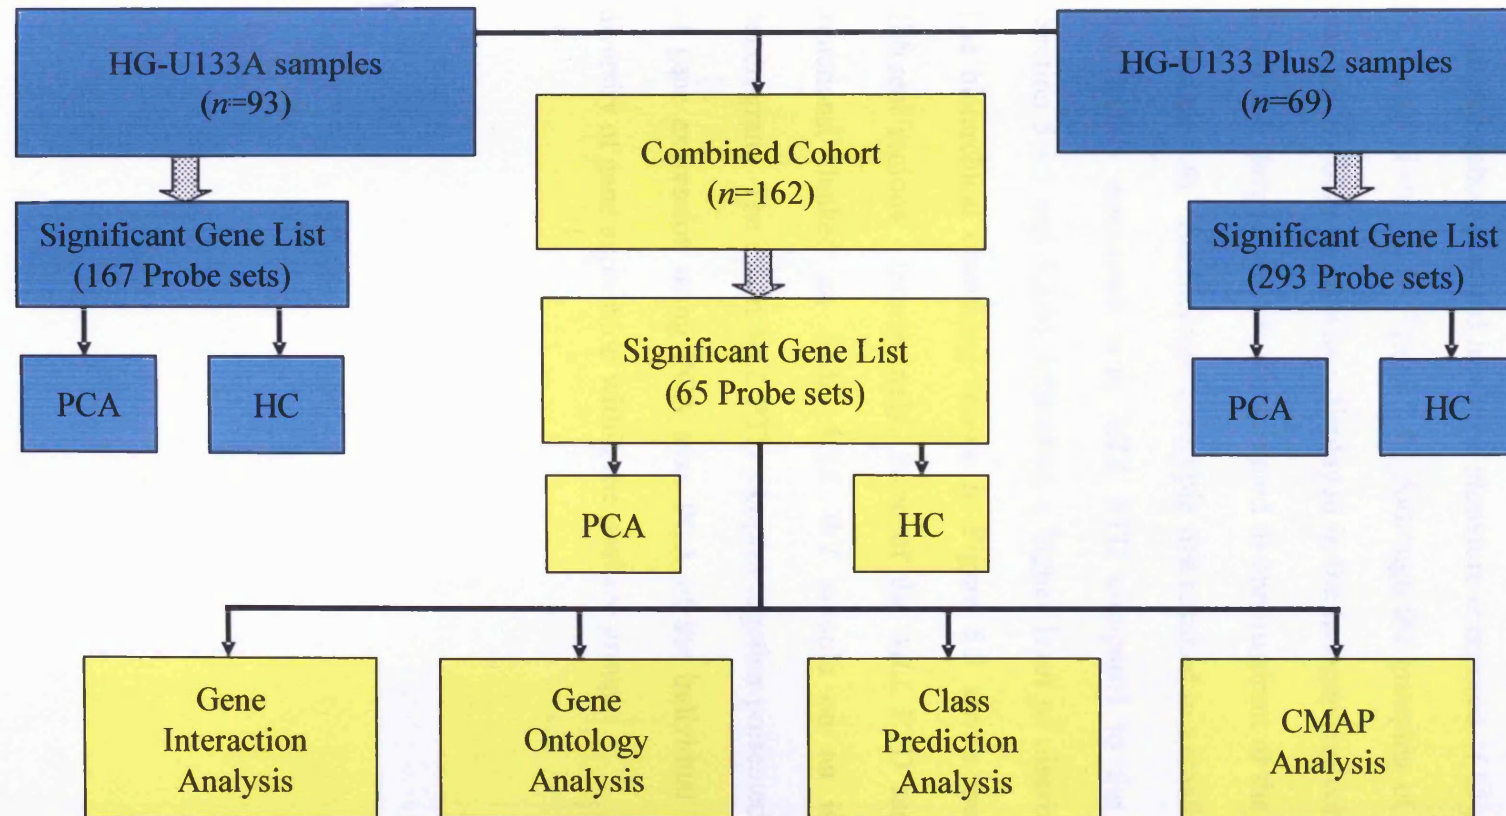 HG-U133A samples
(n=93)
HG-U133 Plus2 samples
(n=69)
Combined Cohort
(n=162)
Significant Gene List
(167 Probe sets)
Significant Gene List
(293 Probe sets)
Significant Gene List
(65 Probe sets)
PCA
HC
PCA
HC
PCA
HC
Gene
Interaction
Analysis
Gene
Ontology
Analysis
Class
Prediction
Analysis
CMAP
Analysis